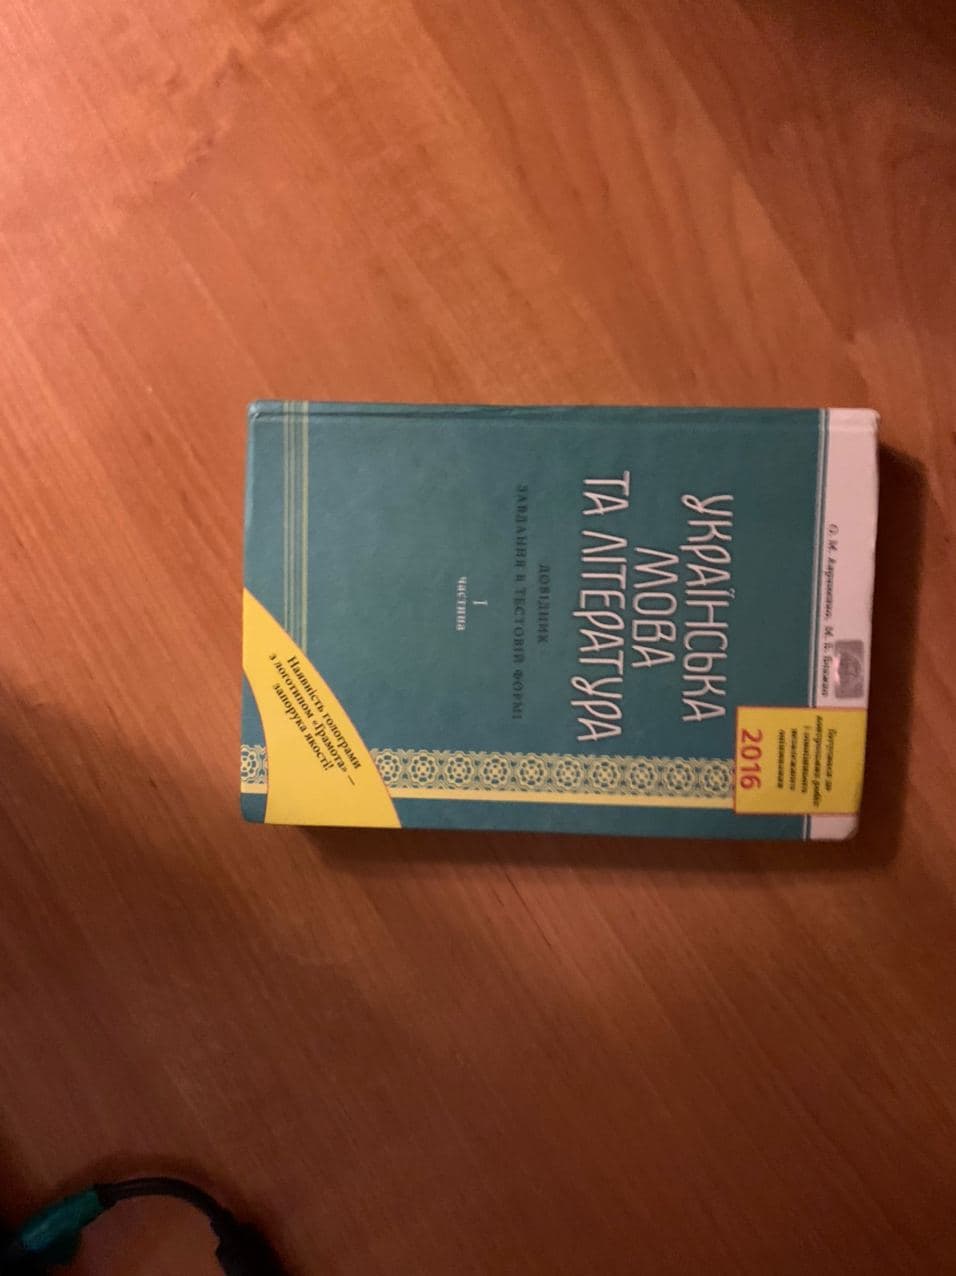 2016
УКРАЇНСЬКА
МОВА
ТА ЛІТЕРАТУРА
ДОВІДНИК
ЗАВДАННЯ В ТЕСТОВІЙ ФОРМІ
І
частина
Наявність голограми
з логотипом «Грамота» —
запорука якості!